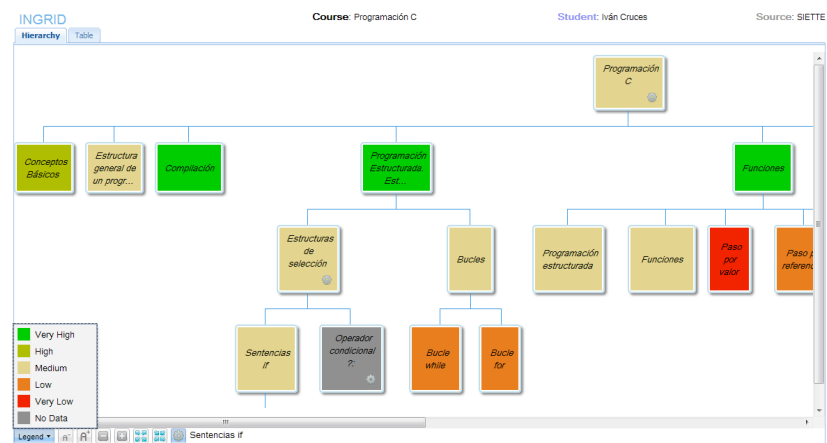 INGRID
Course: Programación C
Student: Iván Cruces
Source: SIETTE
Hierarchy
Table
Programación
C
Conceptos
Básicos
Estructura
general de
un progr...
Compilación
Programación
Estructurada.
Est...
Funciones
Estructuras
de
selección
Bucles
Programación
estructurada
Funciones
Paso
por
valor
Paso p
referenc
Sentencias
if
Operador
condicional
?:
Bucle
while
Bucle
for
Very High
High
Medium
Low
Very Low
No Data
Legend
Sentencias if